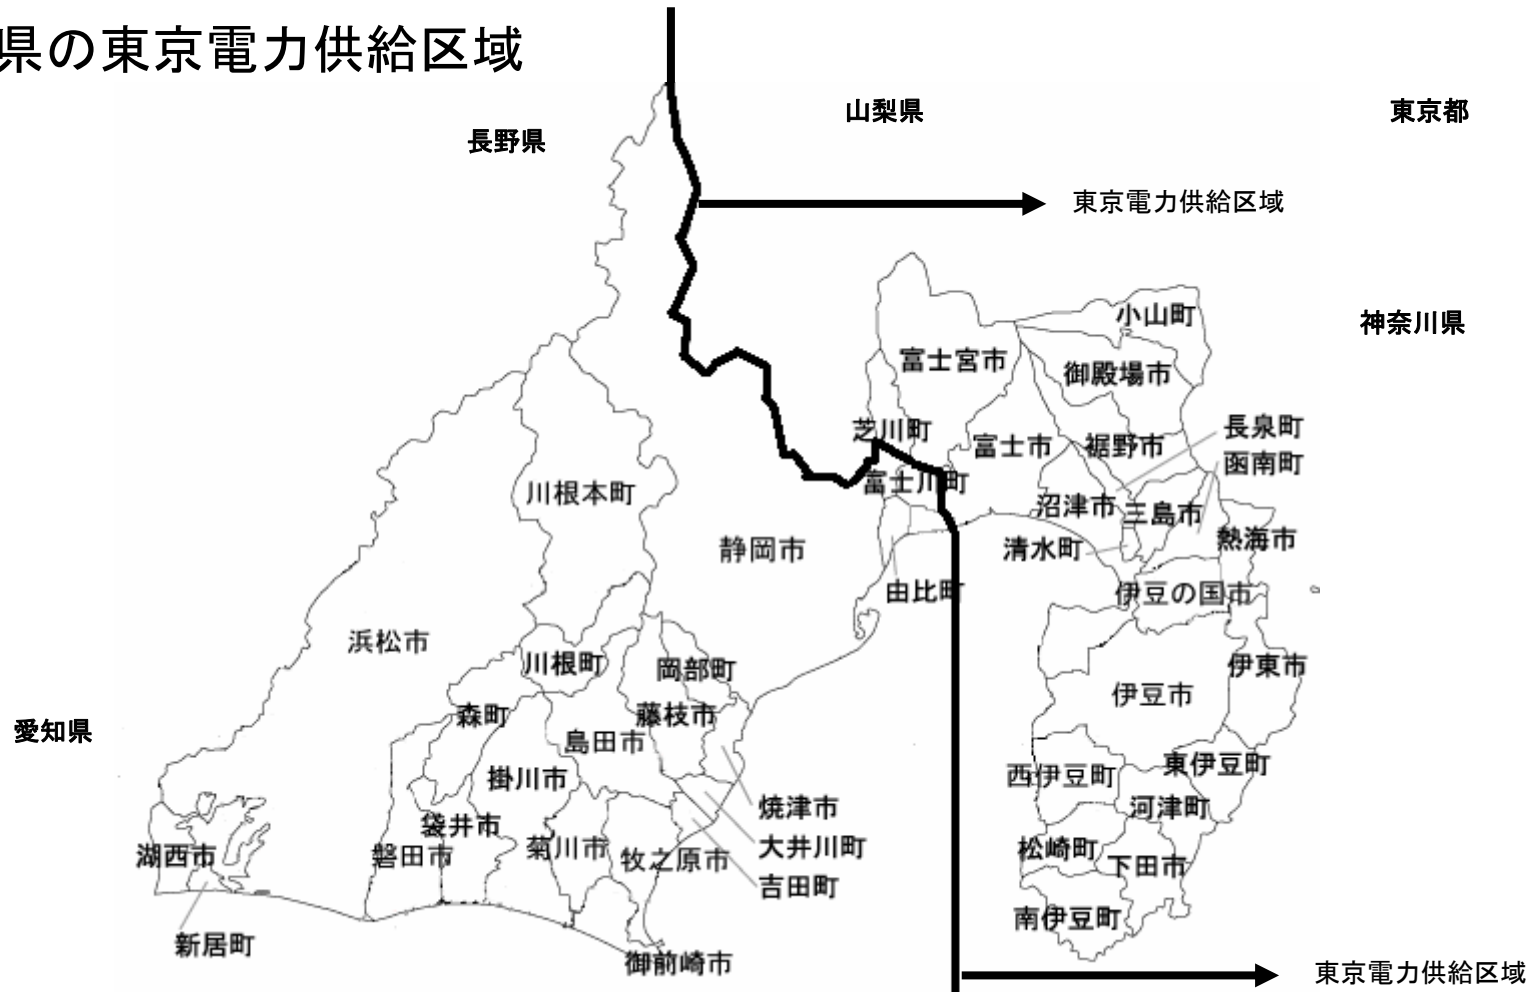 県の東京電力供給区域
山梨県
東京都
長野県
東京電力供給区域
小山町
神奈川県
富士宮市
御殿場市
芝川町
長泉町
富士市
裾野市
函南町
富士川町
川根本町
沼津市
三島市
静岡市
清水町
熱海市
由比町
伊豆の国市
浜松市
川根町
岡部町
伊東市
伊豆市
森町
藤枝市
愛知県
島田市
掛川市
西伊豆町
東伊豆町
焼津市
河津町
袋井市
大井川町
湖西市
磐田市
菊川市
牧之原市
松崎町
下田市
吉田町
南伊豆町
新居町
御前崎市
東京電力供給区域